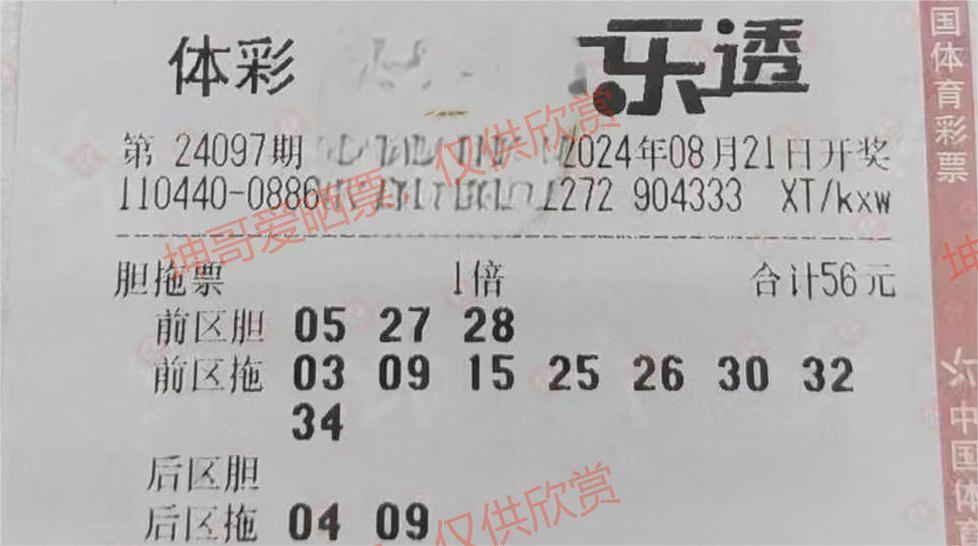 体彩 乐透
第 24097期 2024年08月21日开奖
110440-0886 272 904333 XT/kxw
胆拖票 1倍 合计56元
前区胆 05 27 28
前区拖 03 09 15 25 26 30 32
34
后区胆
后区拖 04 09
国体育彩票
中国体育
坤哥爱晒票 仅供欣赏
坤哥
仅供欣赏